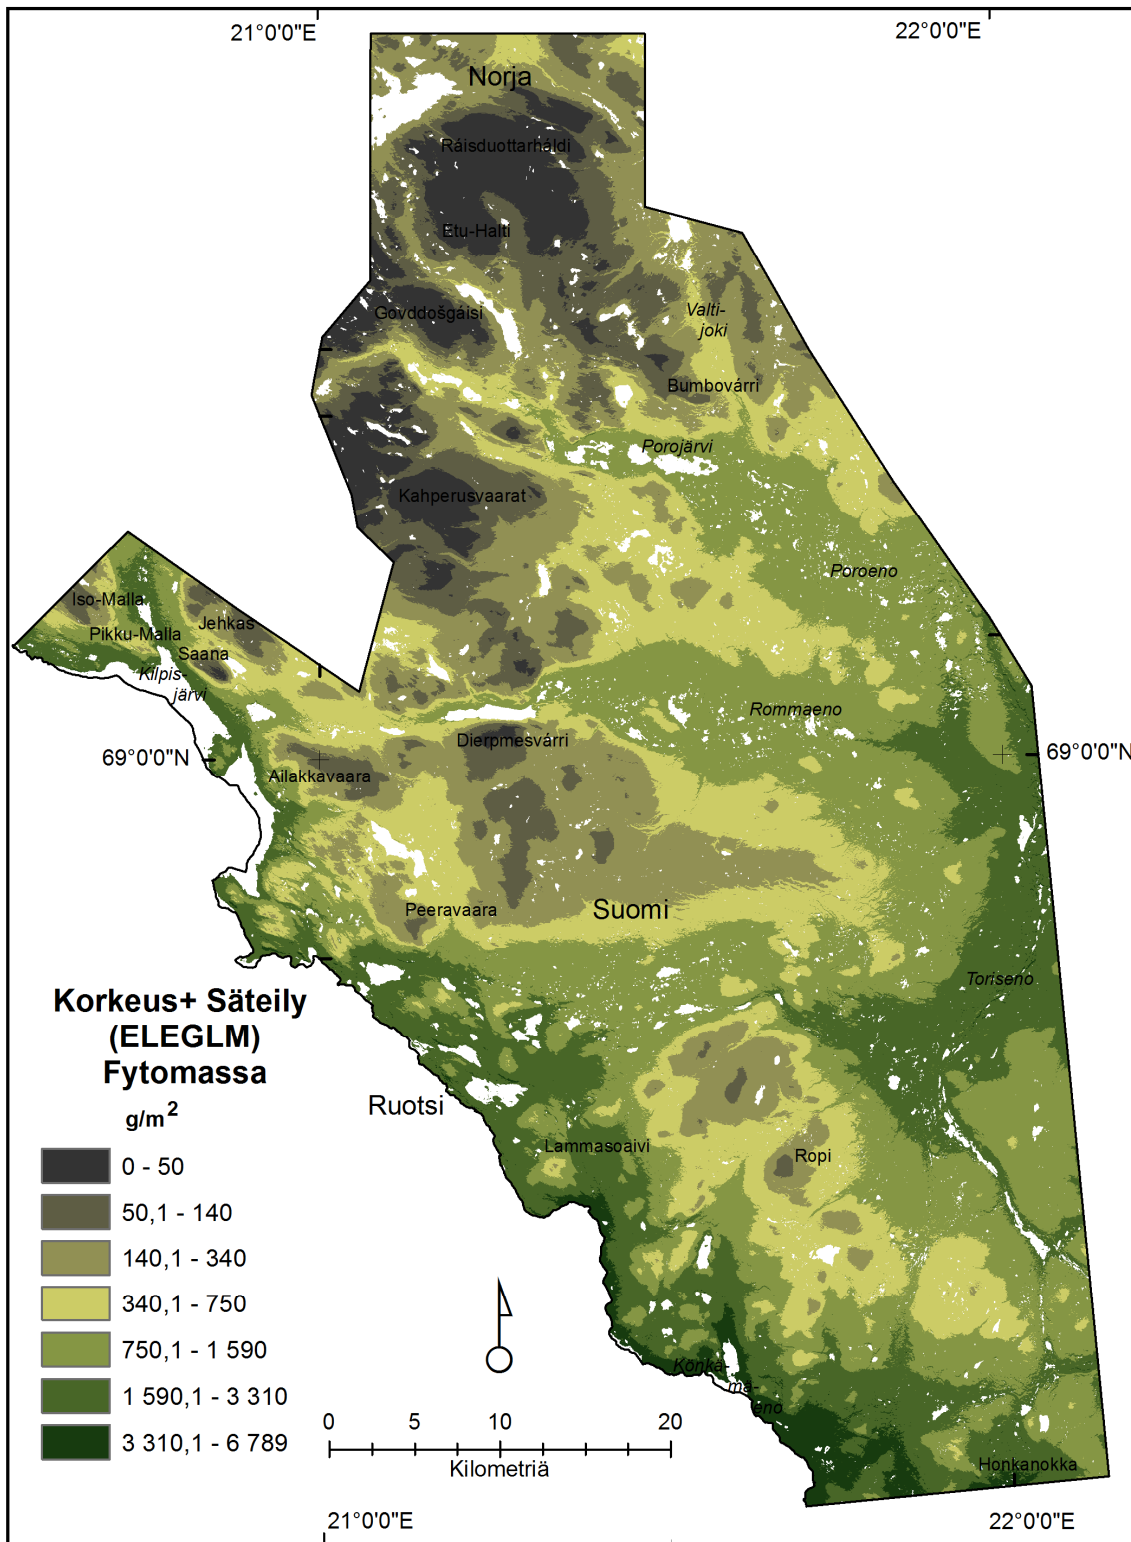 21°0'0"E
22°0'0"E
Norja
Ráisduottarháldi
Etu-Halti
Govddošgáisi
Valti-
joki
Bumbovárri
Porojärvi
Kahperusvaarat
Poroeno
Iso-Malla
Jehkas
Pikku-Malla
Saana
Kilpis-
järvi
Rommaeno
Dierpmesvárri
69°0'0"N
69°0'0"N
Ailakkavaara
Peeravaara
Suomi
Toriseno
Korkeus+ Säteily
(ELEGLM)
Fytomassa
g/m²
Ruotsi
Lammasoaivi
Ropi
0 - 50
50,1 - 140
140,1 - 340
340,1 - 750
750,1 - 1 590
1 590,1 - 3 310
3 310,1 - 6 789
Könkä-
mä-
eno
0 5 10 20
Kilometriä
Honkanokka
21°0'0"E
22°0'0"E